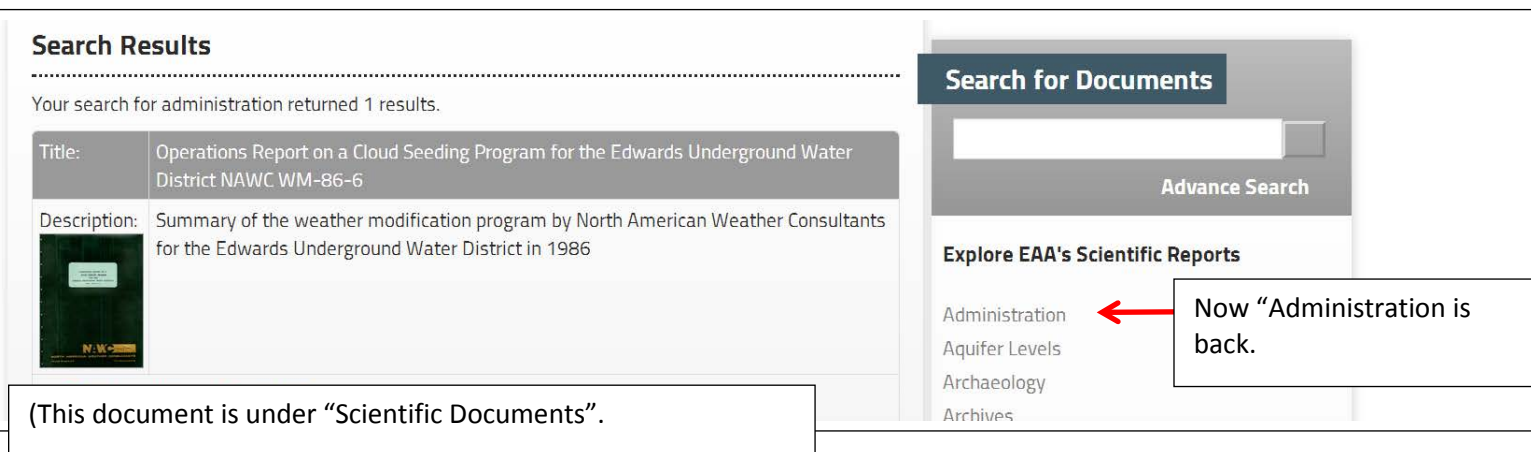 Search Results
Your search for administration returned 1 results.
Title: Operations Report on a Cloud Seeding Program for the Edwards Underground Water
District NAWC WM-86-6
Description: Summary of the weather modification program by North American Weather Consultants
for the Edwards Underground Water District in 1986
NAWC
(This document is under “Scientific Documents”.
Search for Documents
Advance Search
Explore EAA's Scientific Reports
Administration
Aquifer Levels
Archaeology
Archives
Now “Administration is
back.